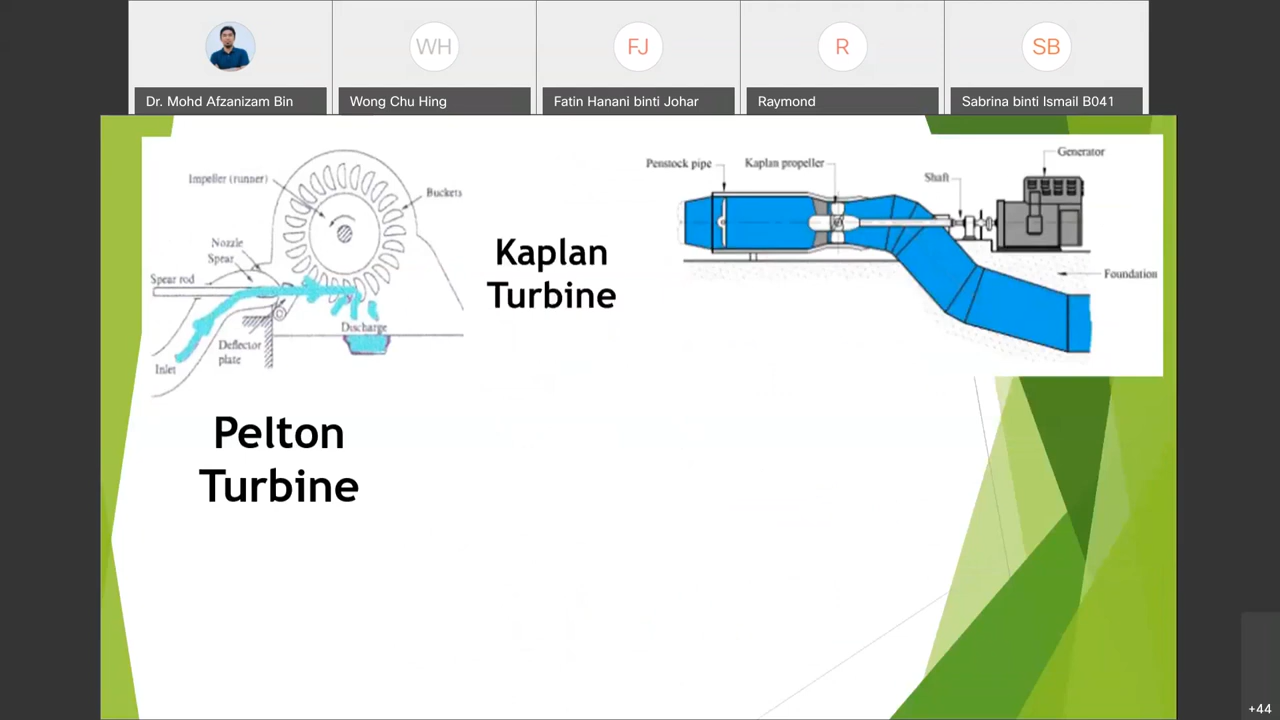 WH
FJ
R
SB
Dr. Mohd Afzanizam Bin
Wong Chu Hing
Fatin Hanani binti Johar
Raymond
Sabrina binti Ismail B041
Impeller (runner)
Buckets
Nozzle
Spear
Spear rod
Discharge
Deflector
plate
Inlet
Pelton
Turbine
Kaplan
Turbine
Penstock pipe
Kaplan propeller
Shaft
Generator
Foundation
+44